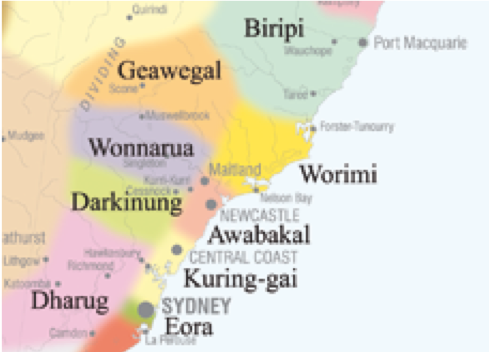 Quirindi
Biripi
Wauchope
Port Macquarie
DIVIDING
Geawegal
Scone
Taree
Muswellbrook
Forster-Tuncurry
Mudgee
Wonnarua
Singleton
Maitland
Worimi
Kurri-Kurri
Cessnock
Nelson Bay
Darkinung
NEWCASTLE
Awabakal
athurst
CENTRAL COAST
Hawkesbury
Lithgow
Richmond
Kuring-gai
Katoomba
Dharug
SYDNEY
Eora
Camden
La Perouse